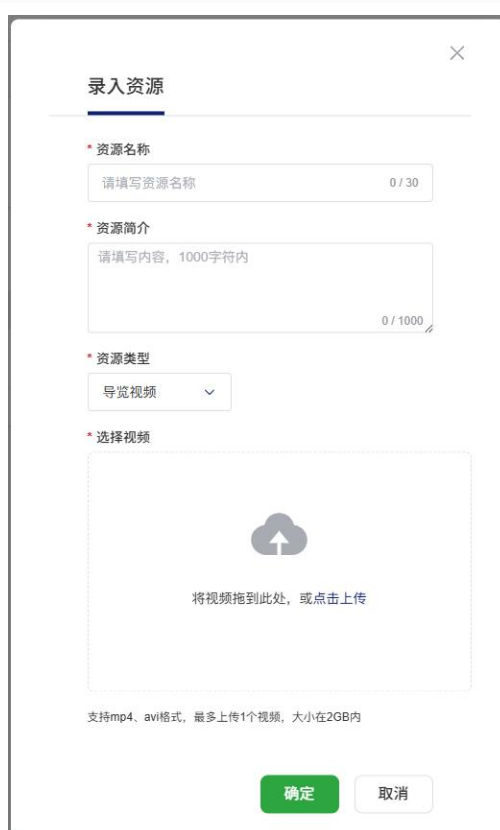 录入资源
* 资源名称
请填写资源名称 0 / 30
* 资源简介
请填写内容，1000字符内
0 / 1000
* 资源类型
导览视频
* 选择视频
将视频拖到此处，或点击上传
支持mp4、avi格式，最多上传1个视频，大小在2GB内
确定 取消